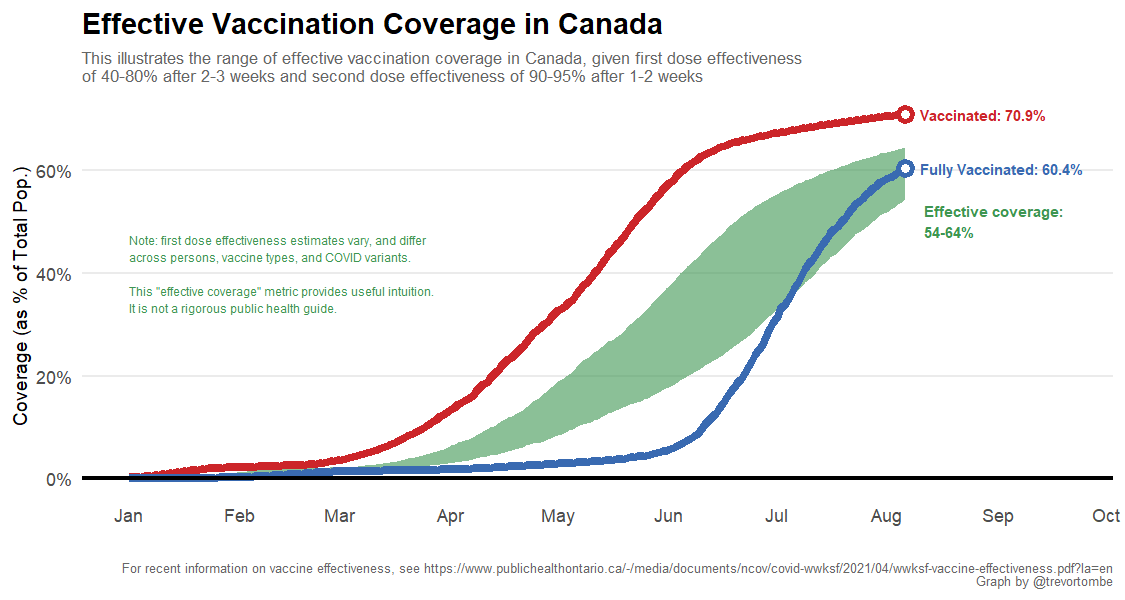 Effective Vaccination Coverage in Canada
This illustrates the range of effective vaccination coverage in Canada, given first dose effectiveness
of 40-80% after 2-3 weeks and second dose effectiveness of 90-95% after 1-2 weeks
Vaccinated: 70.9%
Fully Vaccinated: 60.4%
Effective coverage:
54-64%
Note: first dose effectiveness estimates vary, and differ
across persons, vaccine types, and COVID variants.
This "effective coverage" metric provides useful intuition.
It is not a rigorous public health guide.
Coverage (as % of Total Pop.)
60%
40%
20%
0%
Jan Feb Mar Apr May Jun Jul Aug Sep Oct
For recent information on vaccine effectiveness, see https://www.publichealthontario.ca/-/media/documents/ncov/covid-wwksf/2021/04/wwksf-vaccine-effectiveness.pdf?la=en
Graph by @trevortombe